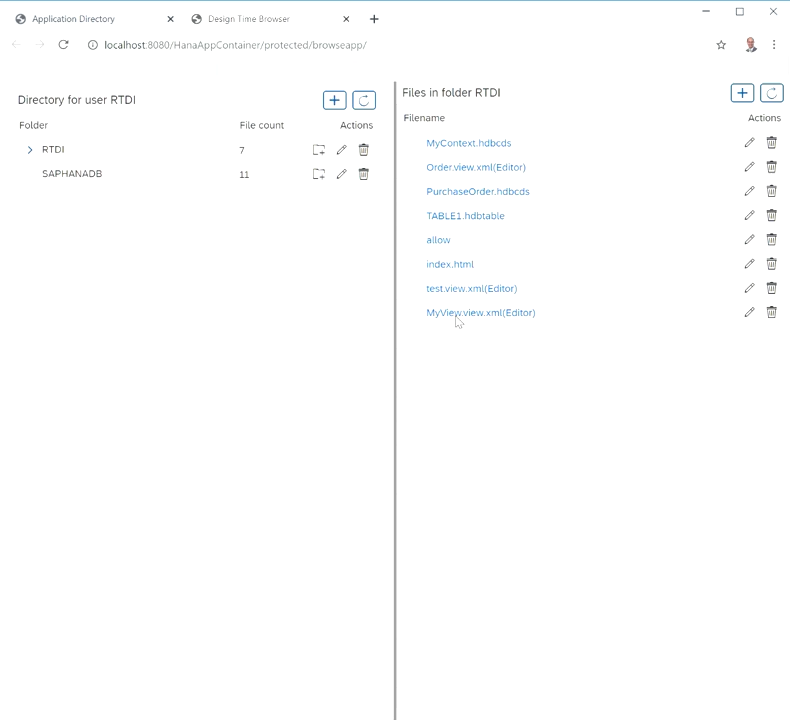 Application Directory
Design Time Browser
localhost:8080/HanaAppContainer/protected/browseapp/
Directory for user RTDI
Folder File count Actions
RTDI 7
SAPHANADB 11
Files in folder RTDI
Filename Actions
MyContext.hdbcds
Order.view.xml(Editor)
PurchaseOrder.hdbcds
TABLE1.hdbtable
allow
index.html
test.view.xml(Editor)
MyView.view.xml(Editor)